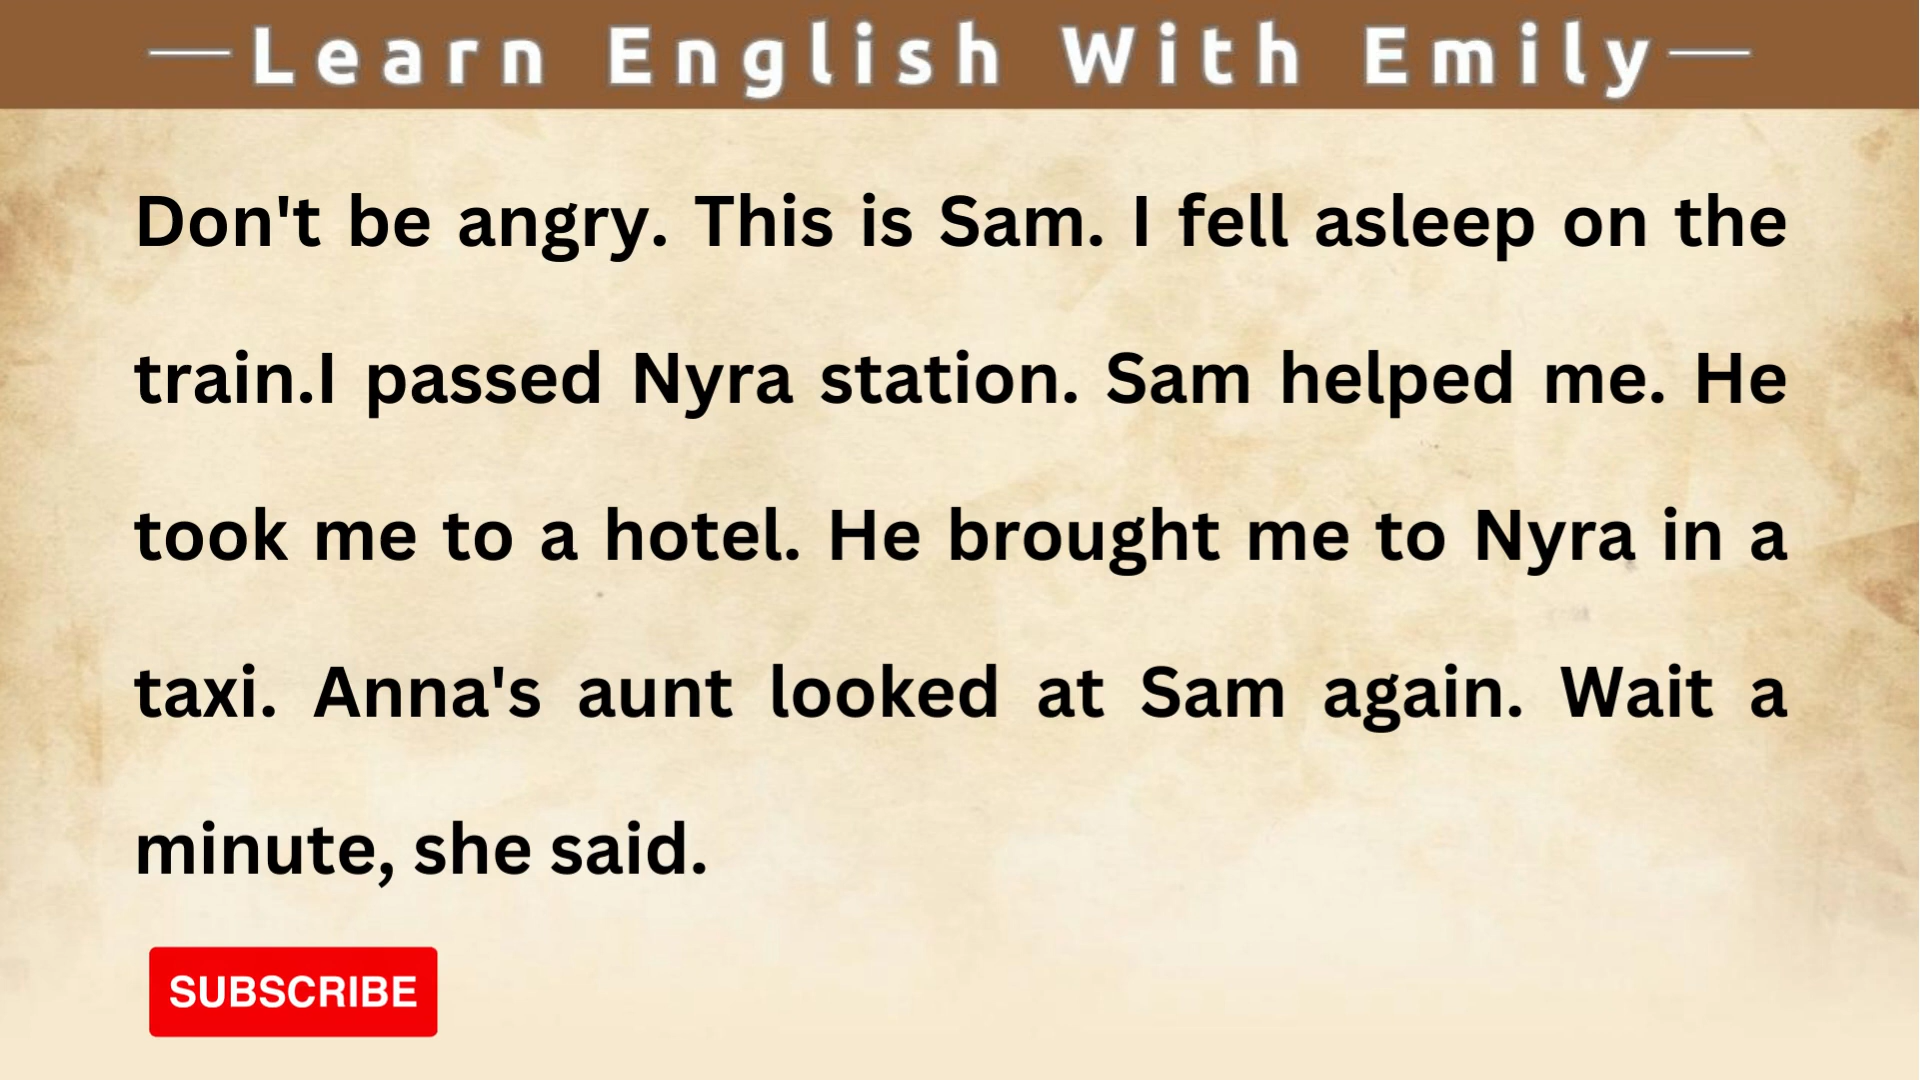 Learn English With Emily
Don't be angry. This is Sam. I fell asleep on the
train.I passed Nyra station. Sam helped me. He
took me to a hotel. He brought me to Nyra in a
taxi. Anna's aunt looked at Sam again. Wait a
minute, she said.
SUBSCRIBE